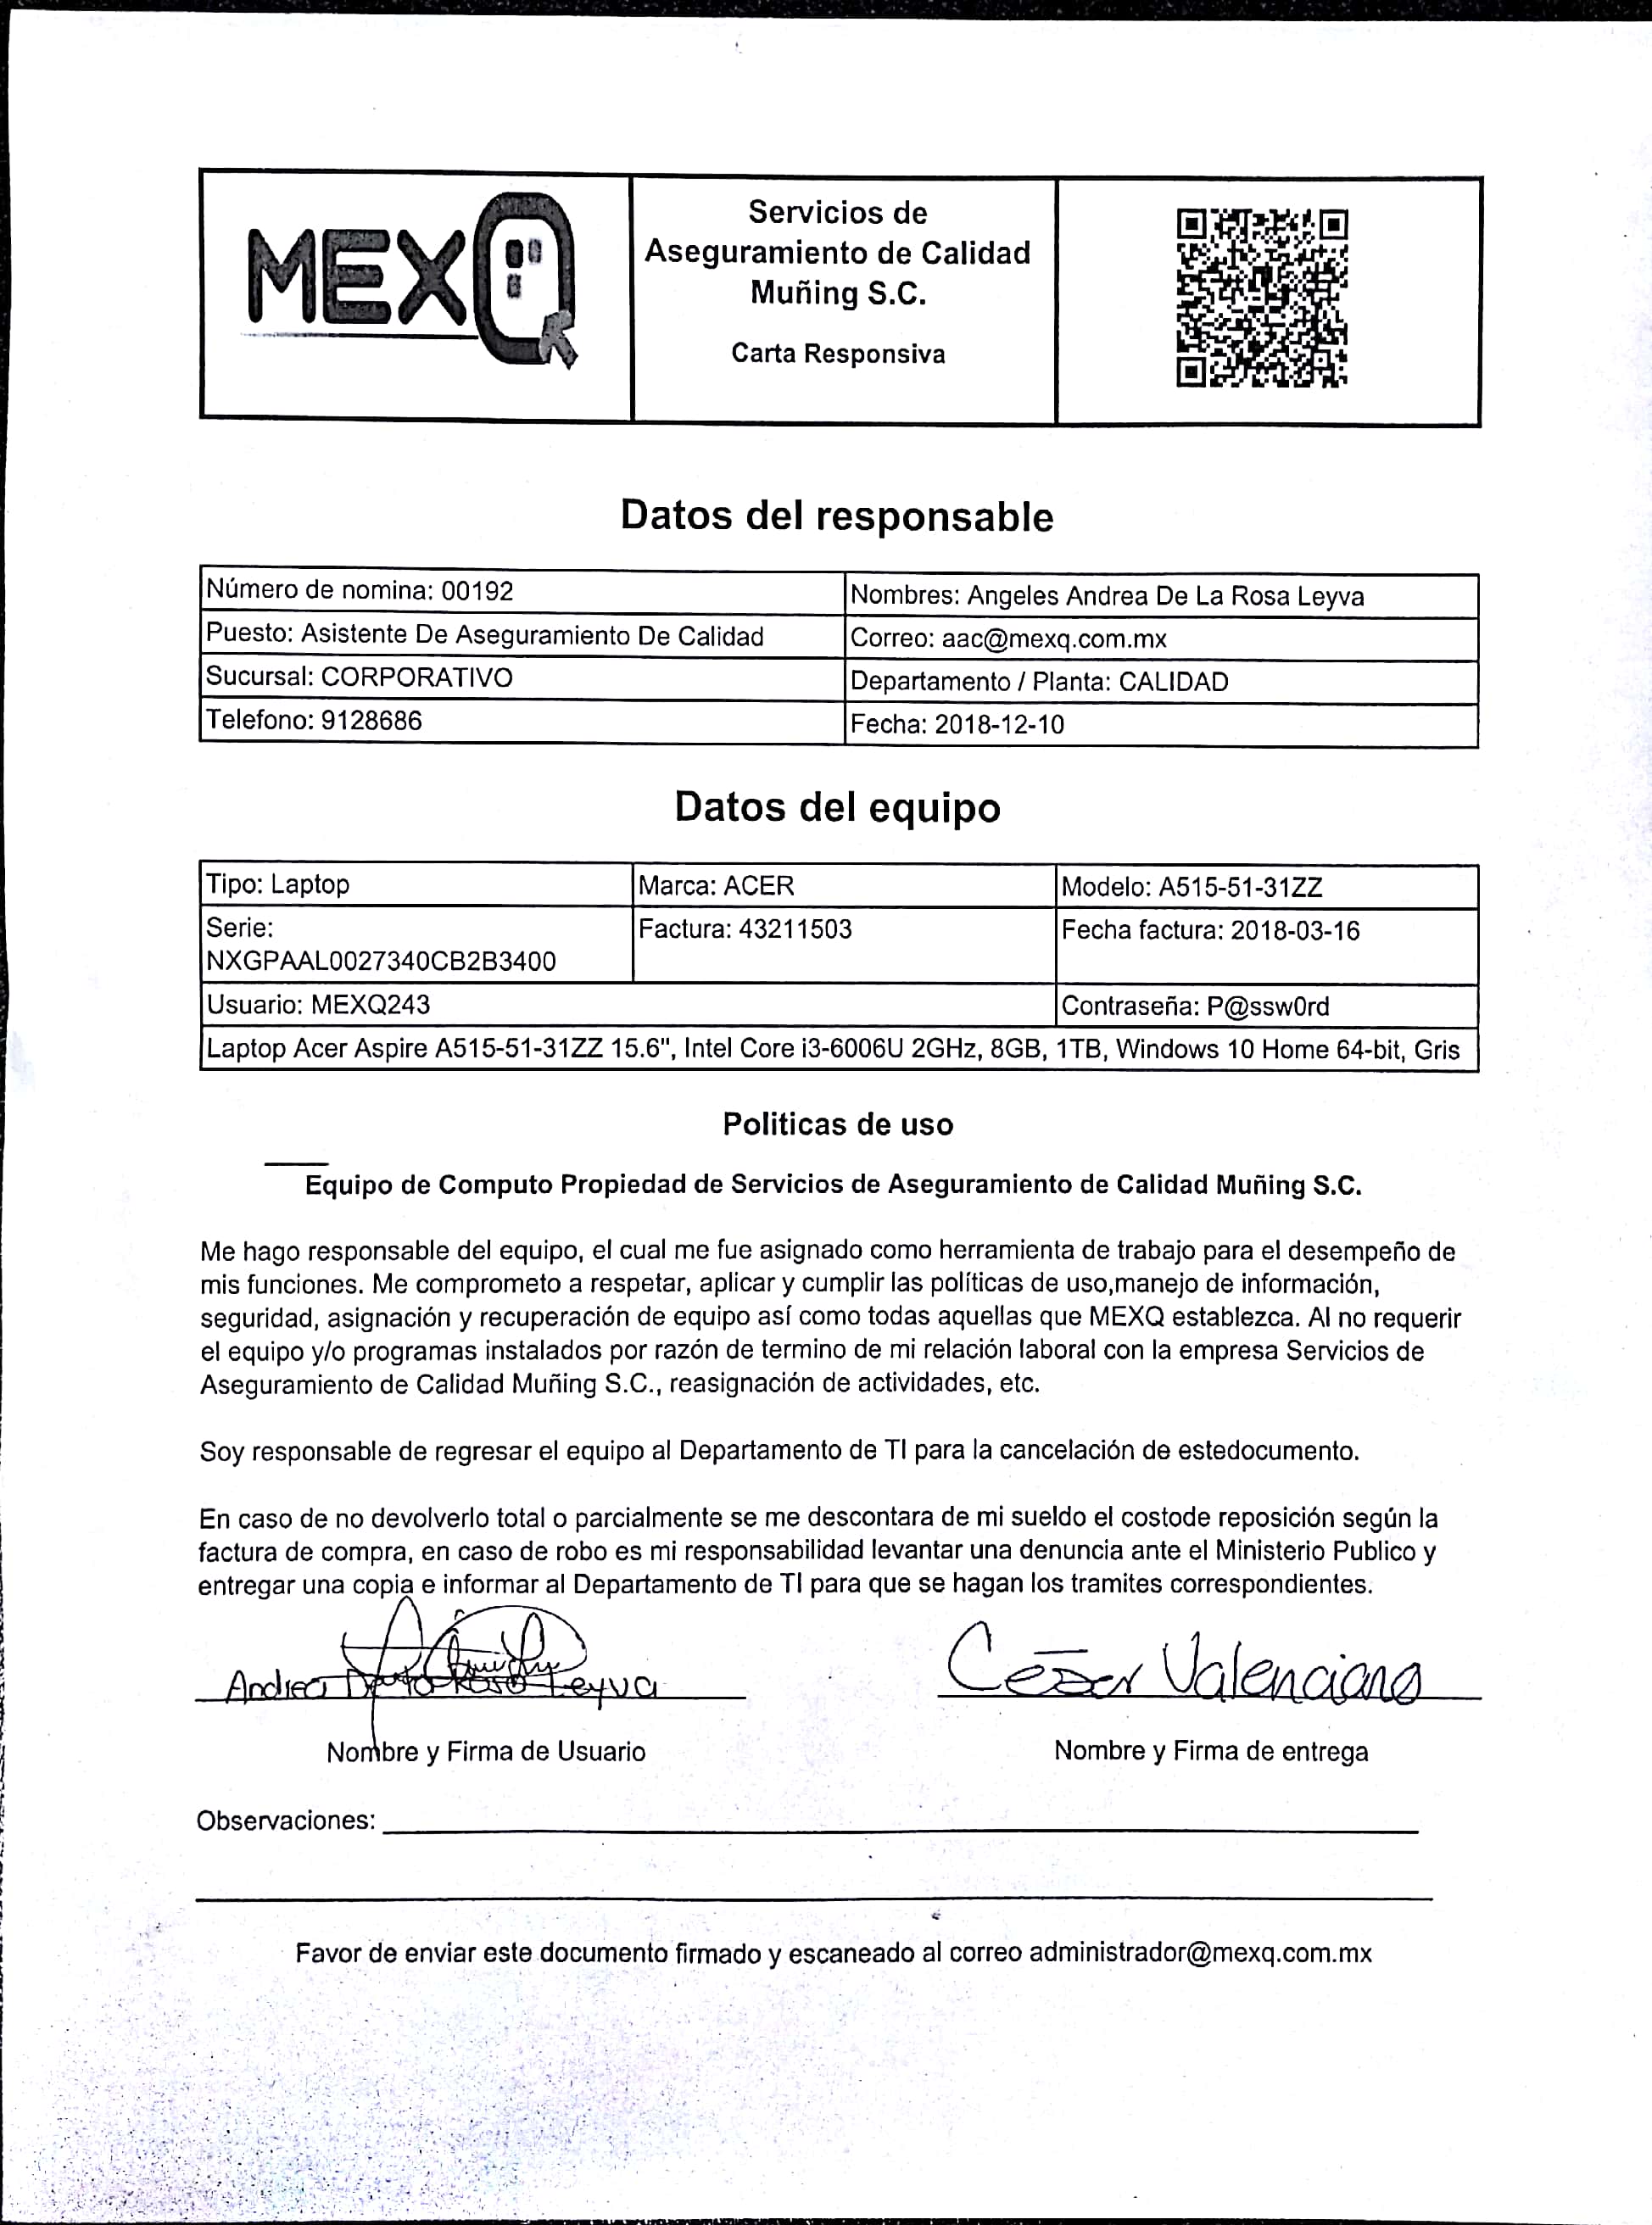 MEXQ
Servicios de
Aseguramiento de Calidad
Muñing S.C.
Carta Responsiva
Datos del responsable
Número de nomina: 00192
Nombres: Angeles Andrea De La Rosa Leyva
Puesto: Asistente De Aseguramiento De Calidad
Correo: aac@mexq.com.mx
Sucursal: CORPORATIVO
Departamento / Planta: CALIDAD
Telefono: 9128686
Fecha: 2018-12-10
Datos del equipo
Tipo: Laptop
Marca: ACER
Modelo: A515-51-31ZZ
Serie:
NXGPAAL0027340CB2B3400
Factura: 43211503
Fecha factura: 2018-03-16
Usuario: MEXQ243
Contraseña: P@ssw0rd
Laptop Acer Aspire A515-51-31ZZ 15.6", Intel Core i3-6006U 2GHz, 8GB, 1TB, Windows 10 Home 64-bit, Gris
Politicas de uso
Equipo de Computo Propiedad de Servicios de Aseguramiento de Calidad Muñing S.C.
Me hago responsable del equipo, el cual me fue asignado como herramienta de trabajo para el desempeño de
mis funciones. Me comprometo a respetar, aplicar y cumplir las políticas de uso,manejo de información,
seguridad, asignación y recuperación de equipo así como todas aquellas que MEXQ establezca. Al no requerir
el equipo y/o programas instalados por razón de termino de mi relación laboral con la empresa Servicios de
Aseguramiento de Calidad Muñing S.C., reasignación de actividades, etc.
Soy responsable de regresar el equipo al Departamento de TI para la cancelación de estedocumento.
En caso de no devolverlo total o parcialmente se me descontara de mi sueldo el costode reposición según la
factura de compra, en caso de robo es mi responsabilidad levantar una denuncia ante el Ministerio Publico y
entregar una copia e informar al Departamento de TI para que se hagan los tramites correspondientes.
Andrea De La Rosa Leyva
César Valenciano
Nombre y Firma de Usuario
Nombre y Firma de entrega
Observaciones:
Favor de enviar este documento firmado y escaneado al correo administrador@mexq.com.mx